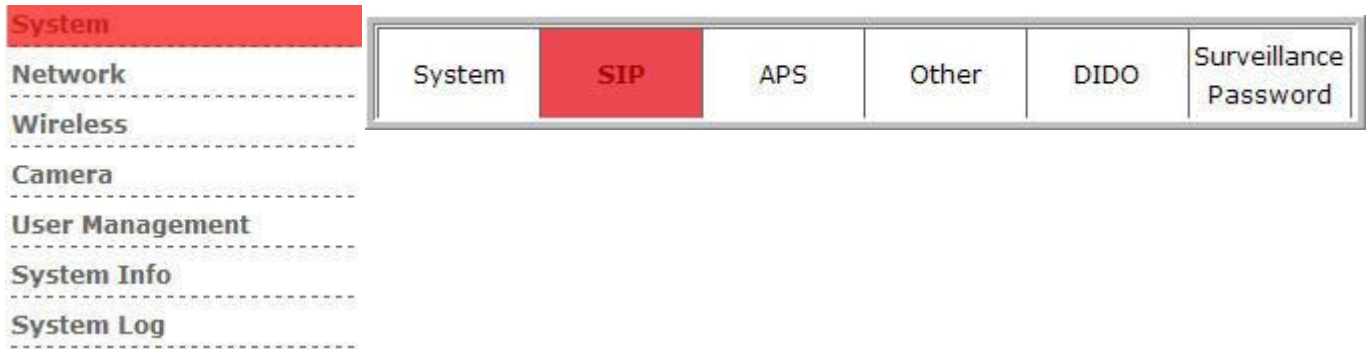 System
Network
Wireless
Camera
User Management
System Info
System Log
System SIP APS Other DIDO Surveillance
Password